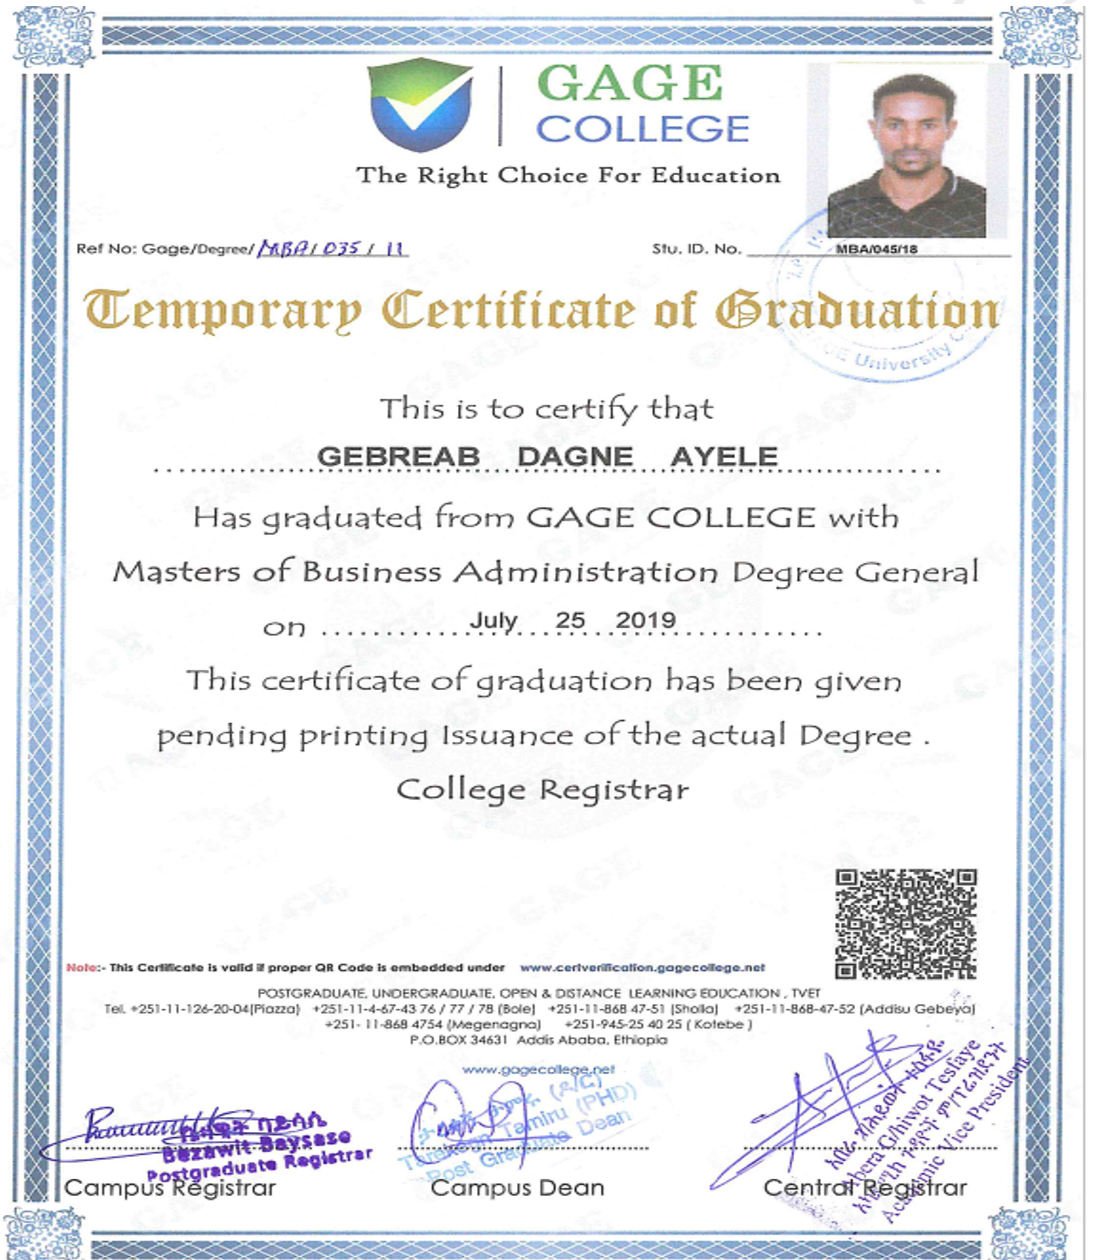 GAGE
COLLEGE
The Right Choice For Education
Ref No: Gage/Degree/ MBA/035/11
Stu. ID. No. MBA/045/18
Temporary Certificate of Graduation
University
This is to certify that
GEBREAB DAGNE AYELE
Has graduated from GAGE COLLEGE with
Masters of Business Administration Degree General
on July 25 2019
This certificate of graduation has been given
pending printing Issuance of the actual Degree .
College Registrar
Note:- This Certificate is valid if proper QR Code is embedded under www.certverification.gagecollege.net
POSTGRADUATE, UNDERGRADUATE, OPEN & DISTANCE LEARNING EDUCATION , TVET
Tel. +251-11-126-20-04(Piazza) +251-11-4-67-43 76 / 77 / 78 (Bole) +251-11-868 47-51 (Sholla) +251-11-868-47-52 (Addisu Gebeya)
+251- 11-868 4754 (Megenagna) +251-945-25 40 25 ( Kotebe )
P.O.BOX 34631 Addis Ababa, Ethiopia
www.gagecollege.net
Bezawit Baysase
Postgraduate Registrar
Campus Registrar
Tamiru (PHD)
Post Graduate Dean
Campus Dean
Abera G/hiwot Tesfaye
Academic Vice President
Central Registrar